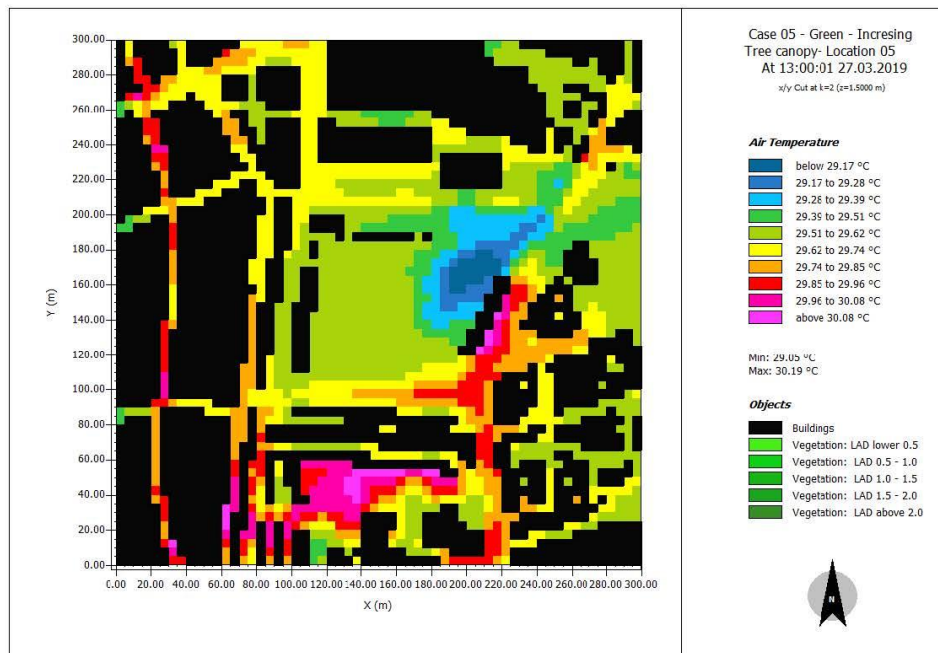 Case 05 - Green - Incresing
Tree canopy- Location 05
At 13:00:01 27.03.2019
x/y Cut at k=2 (z=1.5000 m)
Air Temperature
below 29.17 °C
29.17 to 29.28 °C
29.28 to 29.39 °C
29.39 to 29.51 °C
29.51 to 29.62 °C
29.62 to 29.74 °C
29.74 to 29.85 °C
29.85 to 29.96 °C
29.96 to 30.08 °C
above 30.08 °C
Min: 29.05 °C
Max: 30.19 °C
Objects
Buildings
Vegetation: LAD lower 0.5
Vegetation: LAD 0.5 - 1.0
Vegetation: LAD 1.0 - 1.5
Vegetation: LAD 1.5 - 2.0
Vegetation: LAD above 2.0
N
300.00
280.00
260.00
240.00
220.00
200.00
180.00
160.00
140.00
120.00
100.00
80.00
60.00
40.00
20.00
0.00
Y (m)
0.00 20.00 40.00 60.00 80.00 100.00 120.00 140.00 160.00 180.00 200.00 220.00 240.00 260.00 280.00 300.00
X (m)